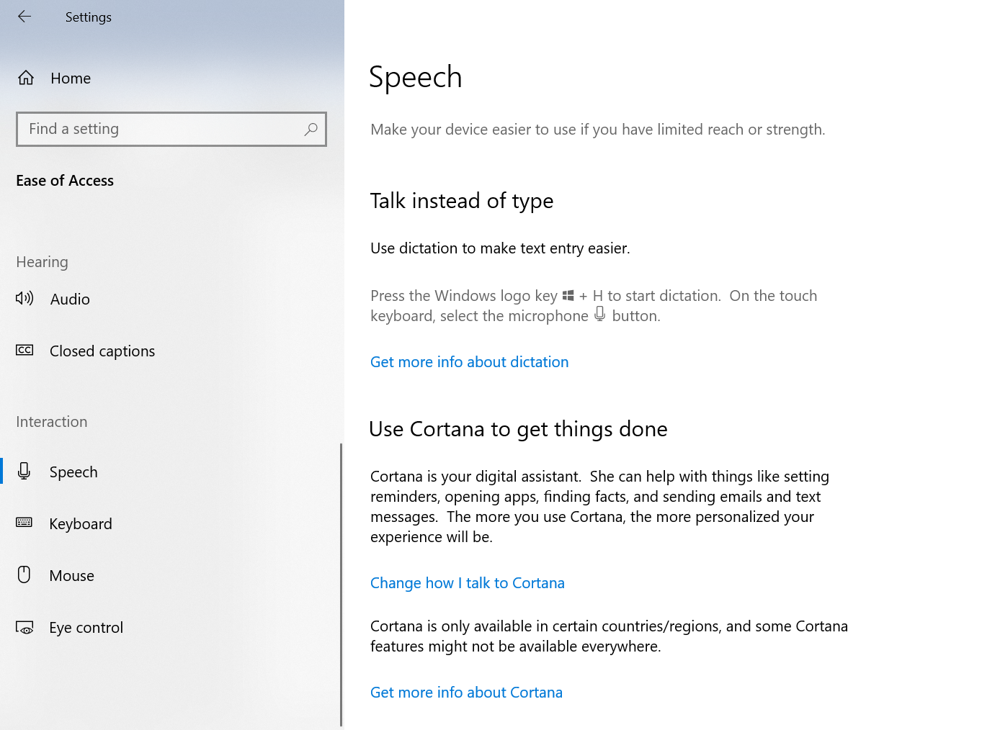 Settings
Home
Find a setting
Ease of Access
Hearing
Audio
CC
Closed captions
Interaction
Speech
Keyboard
Mouse
Eye control
Speech
Make your device easier to use if you have limited reach or strength.
Talk instead of type
Use dictation to make text entry easier.
Press the Windows logo key + H to start dictation.  On the touch
keyboard, select the microphone button.
Get more info about dictation
Use Cortana to get things done
Cortana is your digital assistant.  She can help with things like setting
reminders, opening apps, finding facts, and sending emails and text
messages.  The more you use Cortana, the more personalized your
experience will be.
Change how I talk to Cortana
Cortana is only available in certain countries/regions, and some Cortana
features might not be available everywhere.
Get more info about Cortana